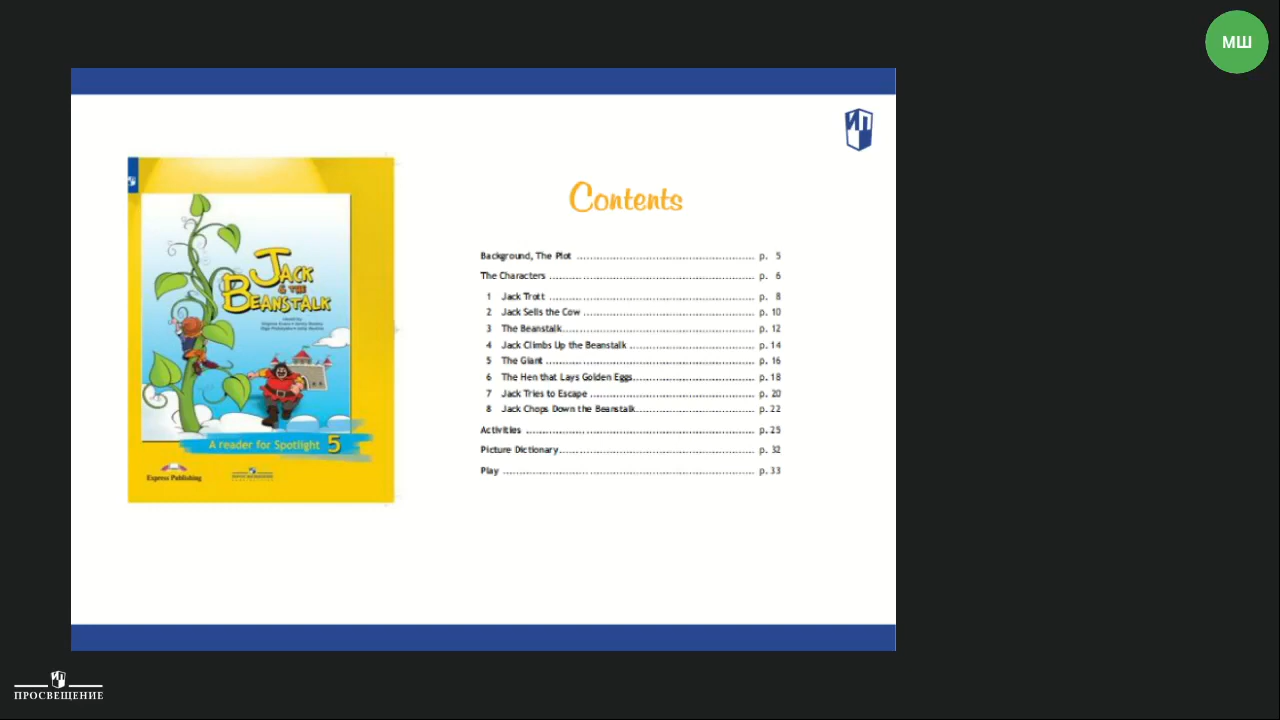 МШ
ИП
Contents
Background, The Plot ............................................................ p. 5
The Characters ..................................................................... p. 6
1 Jack Trott ..................................................................... p. 8
2 Jack Sells the Cow .......................................................... p. 10
3 The Beanstalk................................................................ p. 12
4 Jack Climbs Up the Beanstalk .......................................... p. 14
5 The Giant ...................................................................... p. 16
6 The Hen that Lays Golden Eggs........................................ p. 18
7 Jack Tries to Escape ....................................................... p. 20
8 Jack Chops Down the Beanstalk....................................... p. 22
Activities ............................................................................ p. 25
Picture Dictionary................................................................. p. 32
Play ................................................................................... p. 33
JACK
& THE
BEANSTALK
A reader for Spotlight 5
Express Publishing
ПРОСВЕЩЕНИЕ